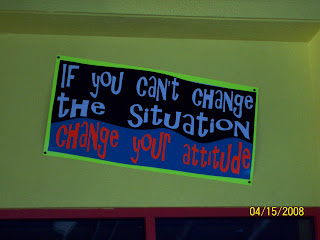 IF YOU CAN'T CHANGE
the Situation
change your attitude
04/15/2008